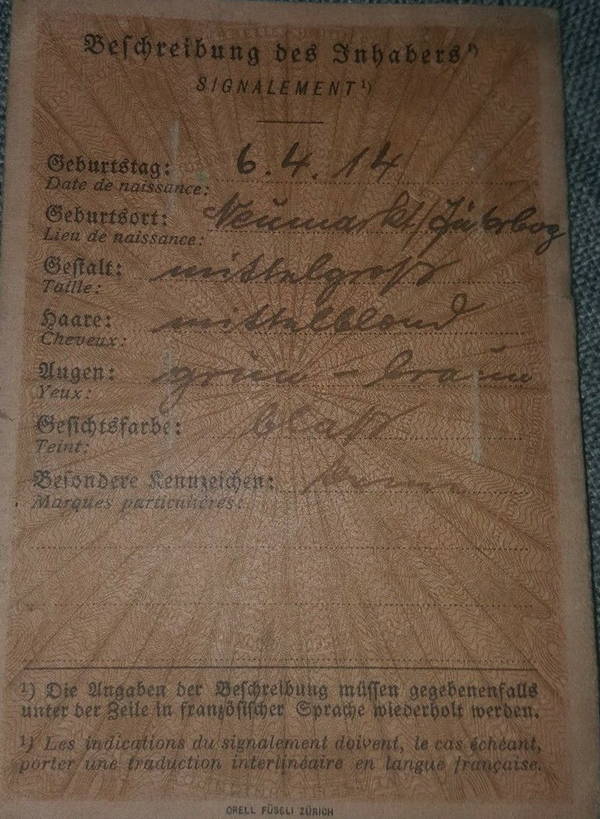 Beschreibung des Inhabers¹)
SIGNALEMENT¹)
Geburtstag: 6.4.14
Date de naissance:
Geburtsort: Neumarkt/Jüterbog
Lieu de naissance:
Gestalt: mittelgroß
Taille:
Haare: mittelblond
Cheveux:
Augen: grün - braun
Yeux:
Gesichtsfarbe: blaß
Teint:
Besondere Kennzeichen: keine
Marques particulières:
¹) Die Angaben der Beschreibung müssen gegebenenfalls
unter der Zeile in französischer Sprache wiederholt werden.
¹) Les indications du signalement doivent, le cas échéant,
porter une traduction interlinéaire en langue française.
ORELL FÜSSLI ZÜRICH